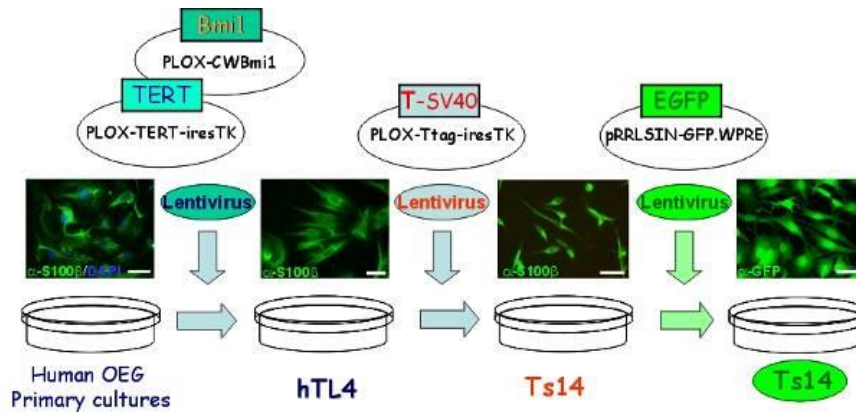 Bmi1
PLOX-CWBmi1
TERT
PLOX-TERT-iresTK
T-SV40
PLOX-Ttag-iresTK
EGFP
pRRLSIN-GFP.WPRE
Lentivirus
Lentivirus
Lentivirus
α-S100β/DAPI
α-S100β
α-S100β
α-GFP
Human OEG
Primary cultures
hTL4
Ts14
Ts14